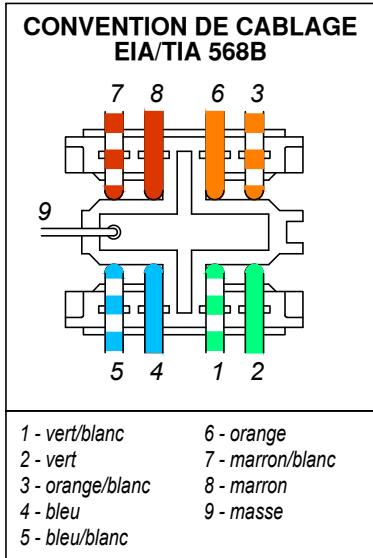 CONVENTION DE CABLAGE
EIA/TIA 568B
7 8 6 3
9
5 4 1 2
1 - vert/blanc
2 - vert
3 - orange/blanc
4 - bleu
5 - bleu/blanc
6 - orange
7 - marron/blanc
8 - marron
9 - masse